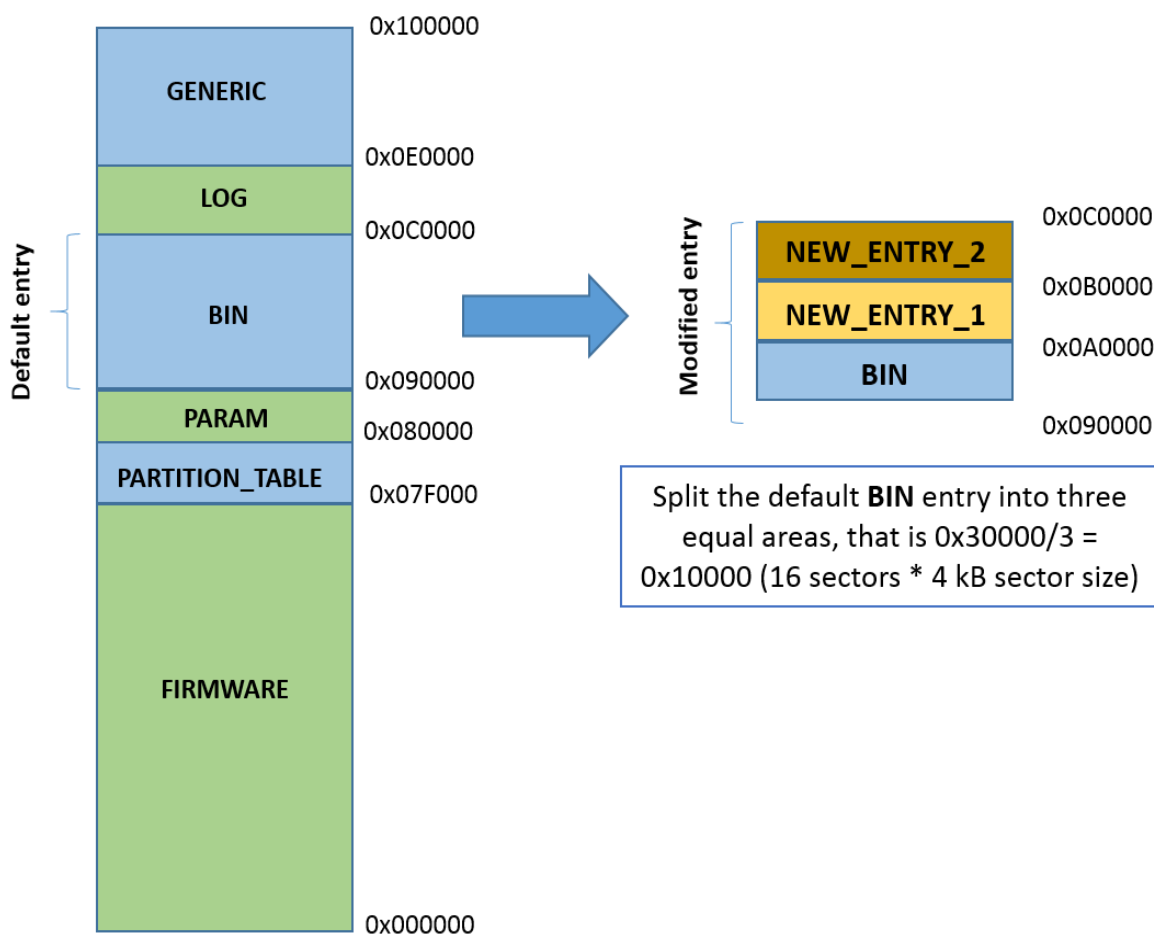 0x100000
GENERIC
0x0E0000
LOG
0x0C0000
Default entry
BIN
0x090000
PARAM
0x080000
PARTITION_TABLE
0x07F000
FIRMWARE
0x000000
Modified entry
0x0C0000
NEW_ENTRY_2
0x0B0000
NEW_ENTRY_1
0x0A0000
BIN
0x090000
Split the default BIN entry into three
equal areas, that is 0x30000/3 =
0x10000 (16 sectors * 4 kB sector size)